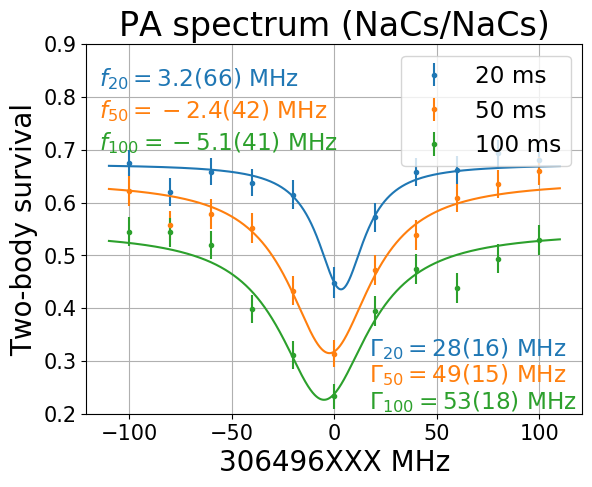 PA spectrum (NaCs/NaCs)
f20 = 3.2(66) MHz
f50 = −2.4(42) MHz
f100 = −5.1(41) MHz
20 ms
50 ms
100 ms
Γ20 = 28(16) MHz
Γ50 = 49(15) MHz
Γ100 = 53(18) MHz
Two-body survival
0.9
0.8
0.7
0.6
0.5
0.4
0.3
0.2
−100 −50 0 50 100
306496XXX MHz